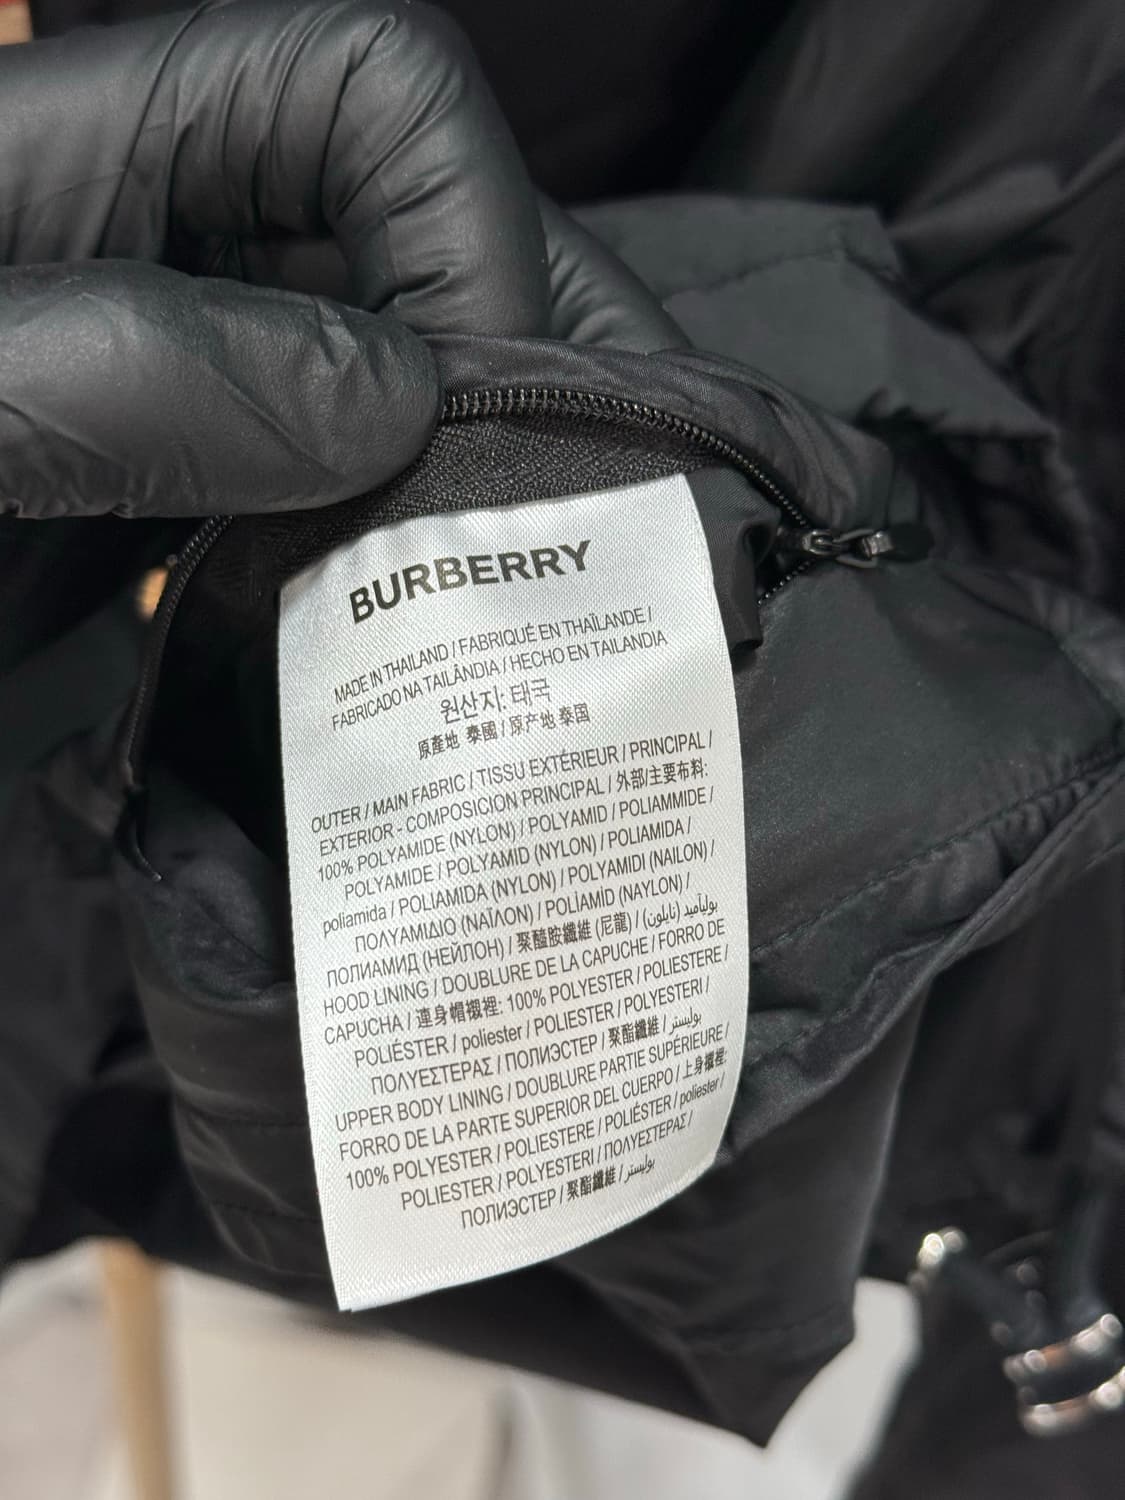 BURBERRY
MADE IN THAILAND / FABRIQUÉ EN THAÏLANDE /
FABRICADO NA TAILÂNDIA / HECHO EN TAILANDIA
원산지: 태국
原產地 泰國 / 原产地 泰国
OUTER / MAIN FABRIC / TISSU EXTÉRIEUR / PRINCIPAL /
EXTERIOR - COMPOSICION PRINCIPAL / 外部/主要布料:
100% POLYAMIDE (NYLON) / POLYAMID / POLIAMMIDE /
POLYAMIDE / POLYAMID (NYLON) / POLIAMIDA /
poliamida / POLIAMIDA (NYLON) / POLYAMIDI (NAILON) /
ΠΟΛΥΑΜΙΔΙΟ (ΝΑΪΛΟΝ) / POLİAMİD (NAYLON) /
ПОЛИАМИД (НЕЙЛОН) / 聚醯胺纖維 (尼龍) / بولیأمید (نایلون) /
HOOD LINING / DOUBLURE DE LA CAPUCHE / FORRO DE
CAPUCHA / 連身帽襯裡: 100% POLYESTER / POLIESTERE /
POLIÉSTER / poliester / POLIESTER / POLYESTERI /
ΠΟΛΥΕΣΤΕΡΑΣ / ПОЛИЭСТЕР / 聚酯纖維 / بوليستر
UPPER BODY LINING / DOUBLURE PARTIE SUPÉRIEURE /
FORRO DE LA PARTE SUPERIOR DEL CUERPO / 上身襯裡:
100% POLYESTER / POLIESTERE / POLIÉSTER / poliester /
POLIESTER / POLYESTERI / ΠΟΛΥΕΣΤΕΡΑΣ /
ПОЛИЭСТЕР / 聚酯纖維 / بوليستر